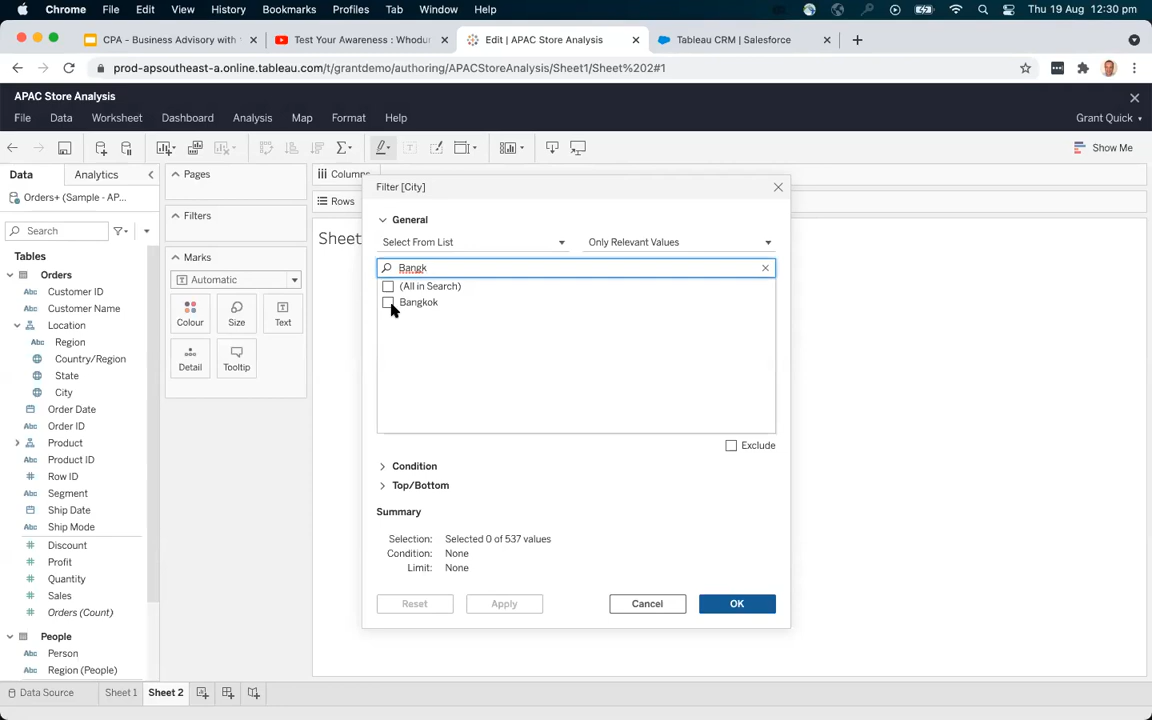 Chrome File Edit View History Bookmarks Profiles Tab Window Help Thu 19 Aug 12:30 pm
CPA – Business Advisory with Test Your Awareness : Whodun Edit | APAC Store Analysis Tableau CRM | Salesforce
prod-apsoutheast-a.online.tableau.com/t/grantdemo/authoring/APACStoreAnalysis/Sheet1/Sheet%202#1
APAC Store Analysis
File Data Worksheet Dashboard Analysis Map Format Help Grant Quick
Show Me
Data Analytics Pages Columns
Orders+ (Sample - AP... Rows
Search Filters Sheet
Tables
Orders
Customer ID
Customer Name
Location
Region
Country/Region
State
City
Order Date
Order ID
Product
Product ID
Row ID
Segment
Ship Date
Ship Mode
Discount
Profit
Quantity
Sales
Orders (Count)
People
Person
Region (People)
Marks
Automatic
Colour Size Text
Detail Tooltip
Filter [City]
General
Select From List Only Relevant Values
Bangk
(All in Search)
Bangkok
Exclude
Condition
Top/Bottom
Summary
Selection: Selected 0 of 537 values
Condition: None
Limit: None
Reset Apply Cancel OK
Data Source Sheet 1 Sheet 2